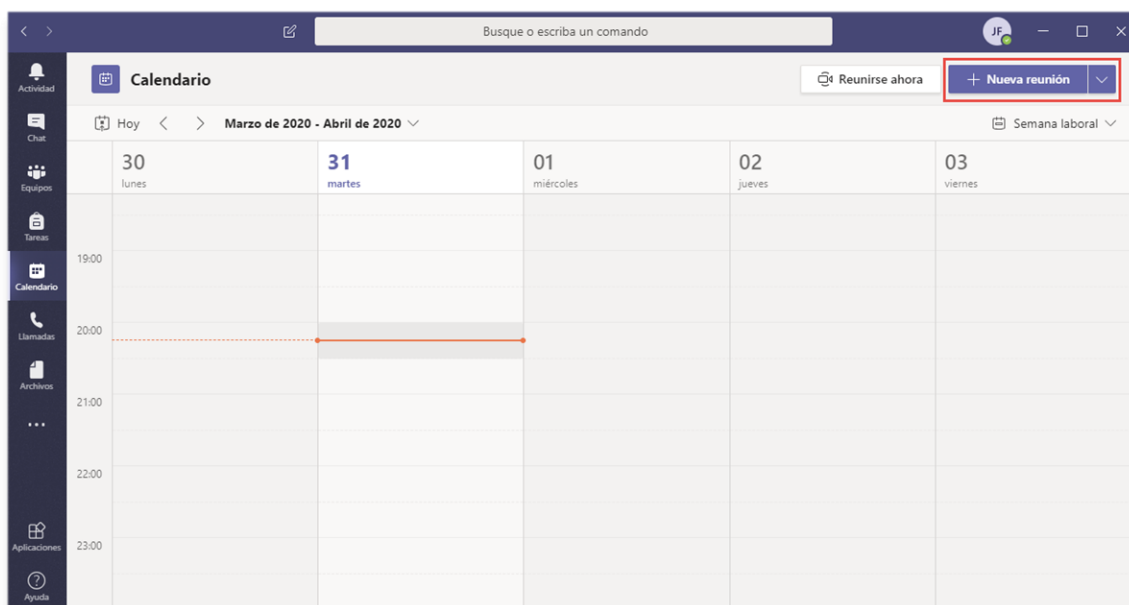 Busque o escriba un comando
JF
Actividad
Chat
Equipos
Tareas
Calendario
Llamadas
Archivos
Aplicaciones
Ayuda
Calendario
Reunirse ahora
+ Nueva reunión
Hoy
Marzo de 2020 - Abril de 2020
Semana laboral
30
lunes
31
martes
01
miércoles
02
jueves
03
viernes
19:00
20:00
21:00
22:00
23:00